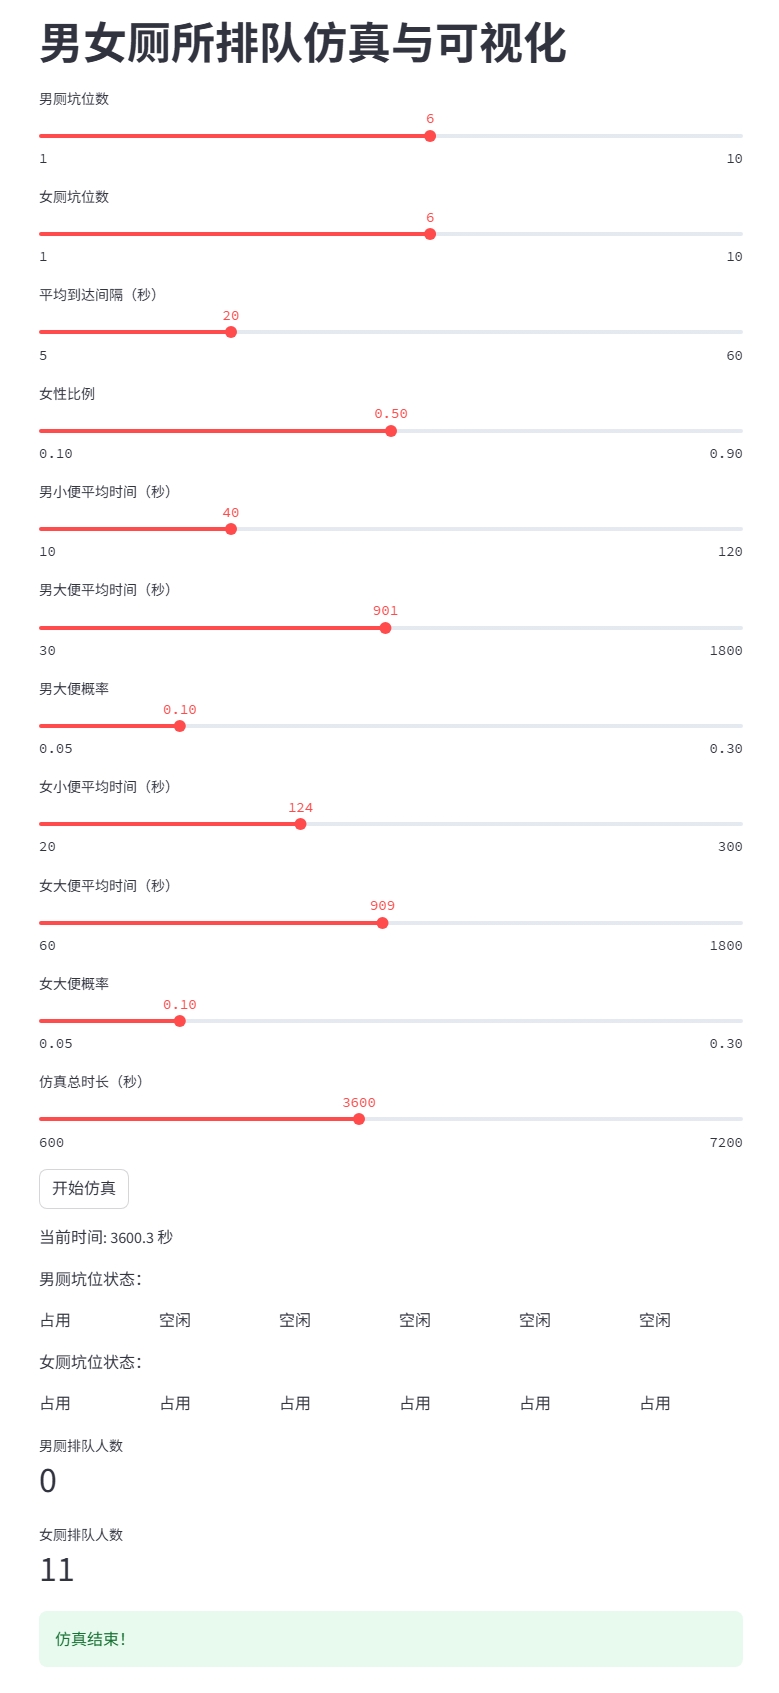 男女厕所排队仿真与可视化
男厕坑位数
6
1 10
女厕坑位数
6
1 10
平均到达间隔（秒）
20
5 60
女性比例
0.50
0.10 0.90
男小便平均时间（秒）
40
10 120
男大便平均时间（秒）
901
30 1800
男大便概率
0.10
0.05 0.30
女小便平均时间（秒）
124
20 300
女大便平均时间（秒）
909
60 1800
女大便概率
0.10
0.05 0.30
仿真总时长（秒）
3600
600 7200
开始仿真
当前时间: 3600.3 秒
男厕坑位状态：
占用 空闲 空闲 空闲 空闲 空闲
女厕坑位状态：
占用 占用 占用 占用 占用 占用
男厕排队人数
0
女厕排队人数
11
仿真结束！